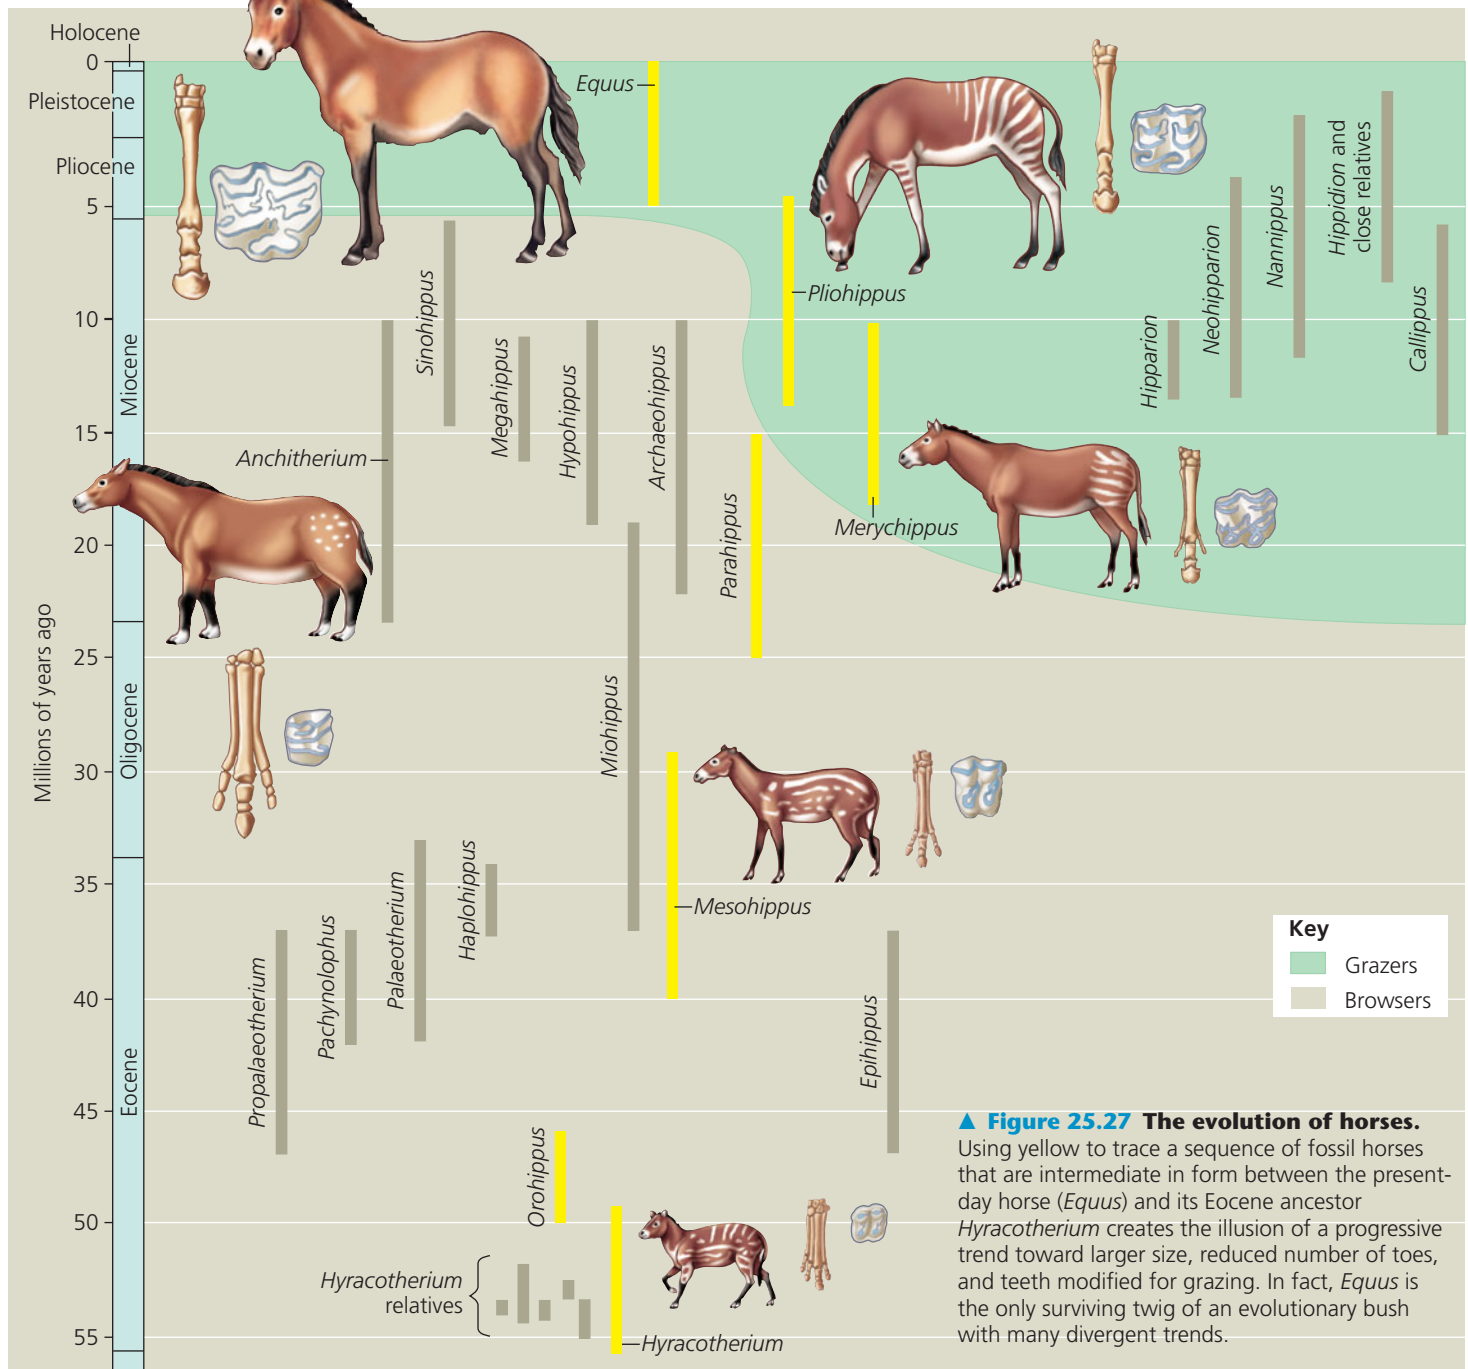 Holocene
0
Pleistocene
Pliocene
5
10
Miocene
15
20
25
Oligocene
30
35
40
Eocene
45
50
55
Millions of years ago
Equus
Pliohippus
Hippidion and
close relatives
Nannippus
Neohipparion
Callippus
Hipparion
Sinohippus
Megahippus
Hypohippus
Archaeohippus
Anchitherium
Parahippus
Merychippus
Miohippus
Mesohippus
Haplohippus
Palaeotherium
Pachynolophus
Propalaeotherium
Epihippus
Orohippus
Hyracotherium
relatives
Hyracotherium
Key
Grazers
Browsers
▲ Figure 25.27 The evolution of horses.
Using yellow to trace a sequence of fossil horses
that are intermediate in form between the present-
day horse (Equus) and its Eocene ancestor
Hyracotherium creates the illusion of a progressive
trend toward larger size, reduced number of toes,
and teeth modified for grazing. In fact, Equus is
the only surviving twig of an evolutionary bush
with many divergent trends.